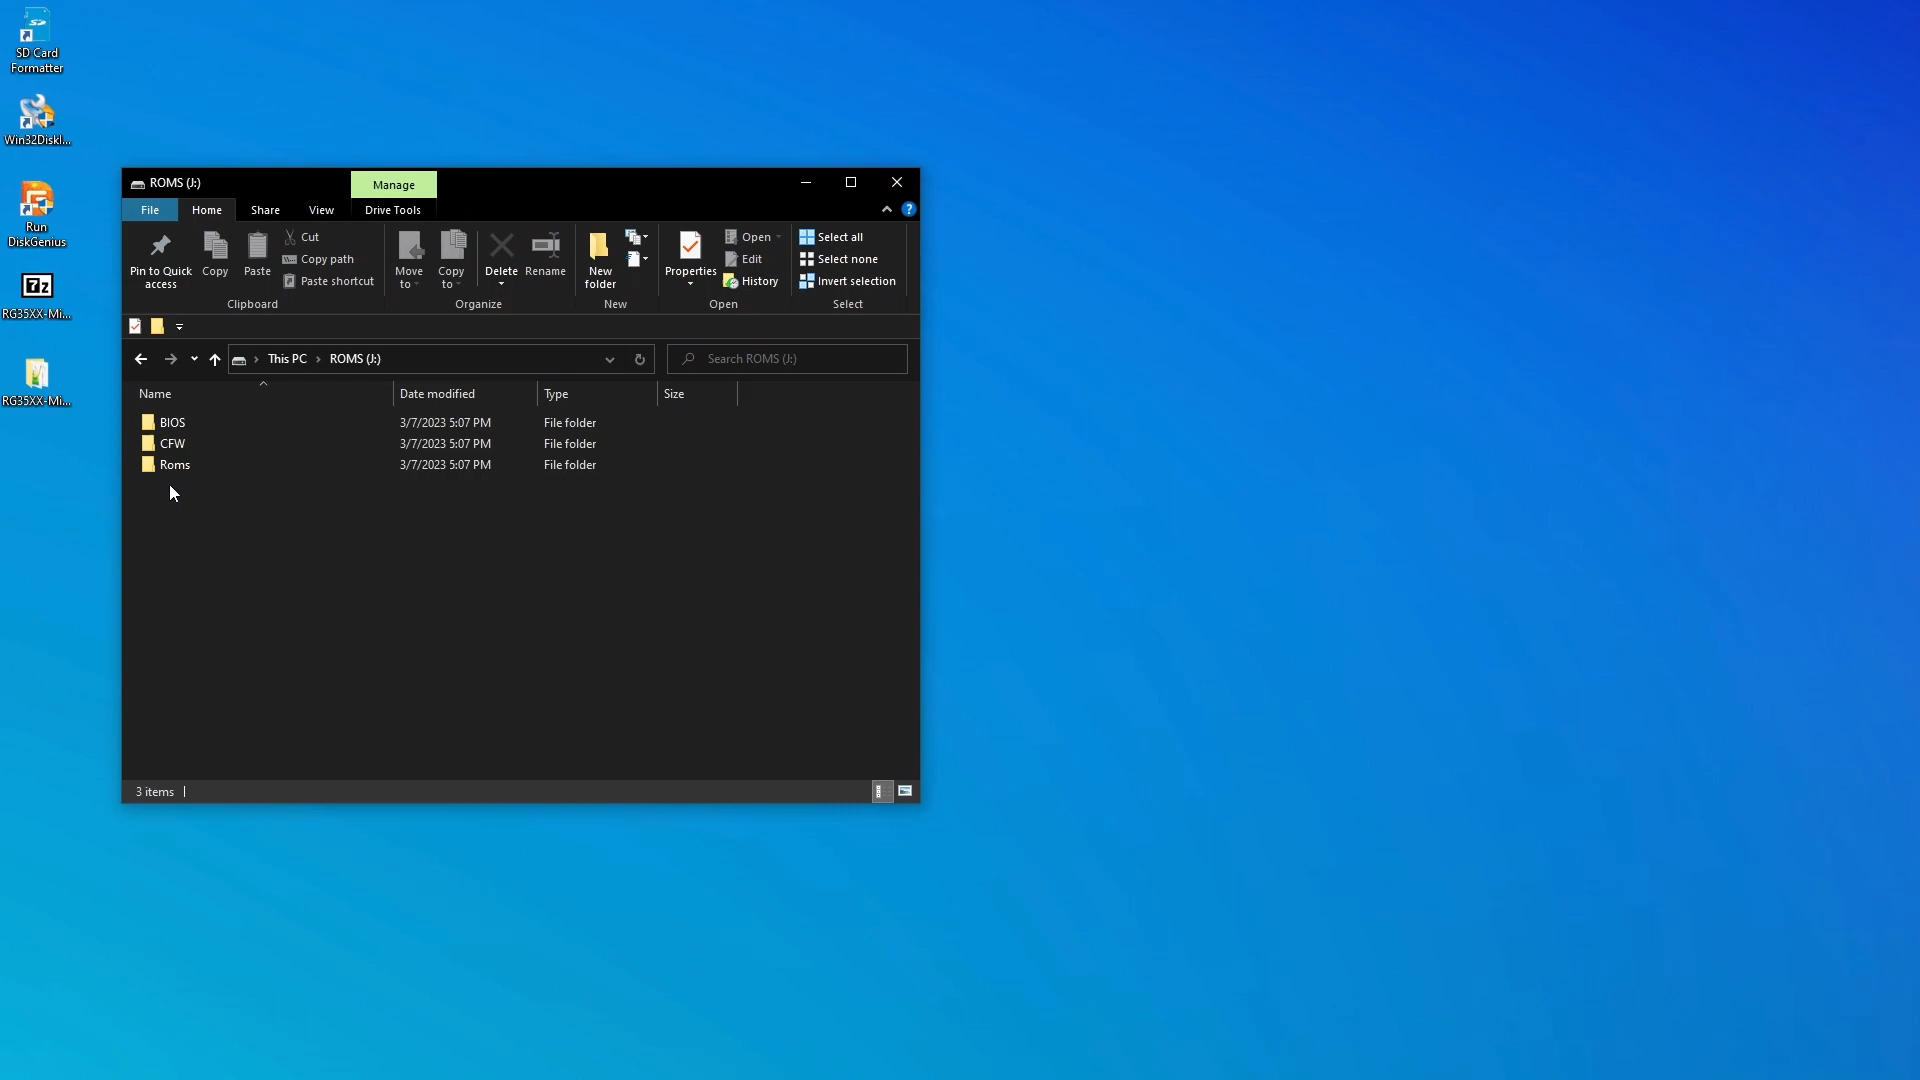 SD Card
Formatter
Win32DiskI...
Run
DiskGenius
7z
RG35XX-Mi...
RG35XX-Mi...
ROMS (J:)
Manage
File
Home
Share
View
Drive Tools
Pin to Quick
access
Copy
Paste
Cut
Copy path
Paste shortcut
Clipboard
Move
to
Copy
to
Delete
Rename
Organize
New
folder
New
Properties
Open
Edit
History
Open
Select all
Select none
Invert selection
Select
This PC
ROMS (J:)
Search ROMS (J:)
Name
Date modified
Type
Size
BIOS 3/7/2023 5:07 PM File folder
CFW 3/7/2023 5:07 PM File folder
Roms 3/7/2023 5:07 PM File folder
3 items